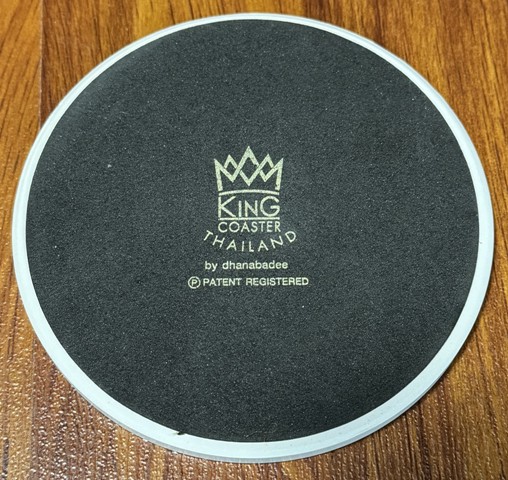 KING
COASTER
THAILAND
by dhanabadee
Ⓟ PATENT REGISTERED